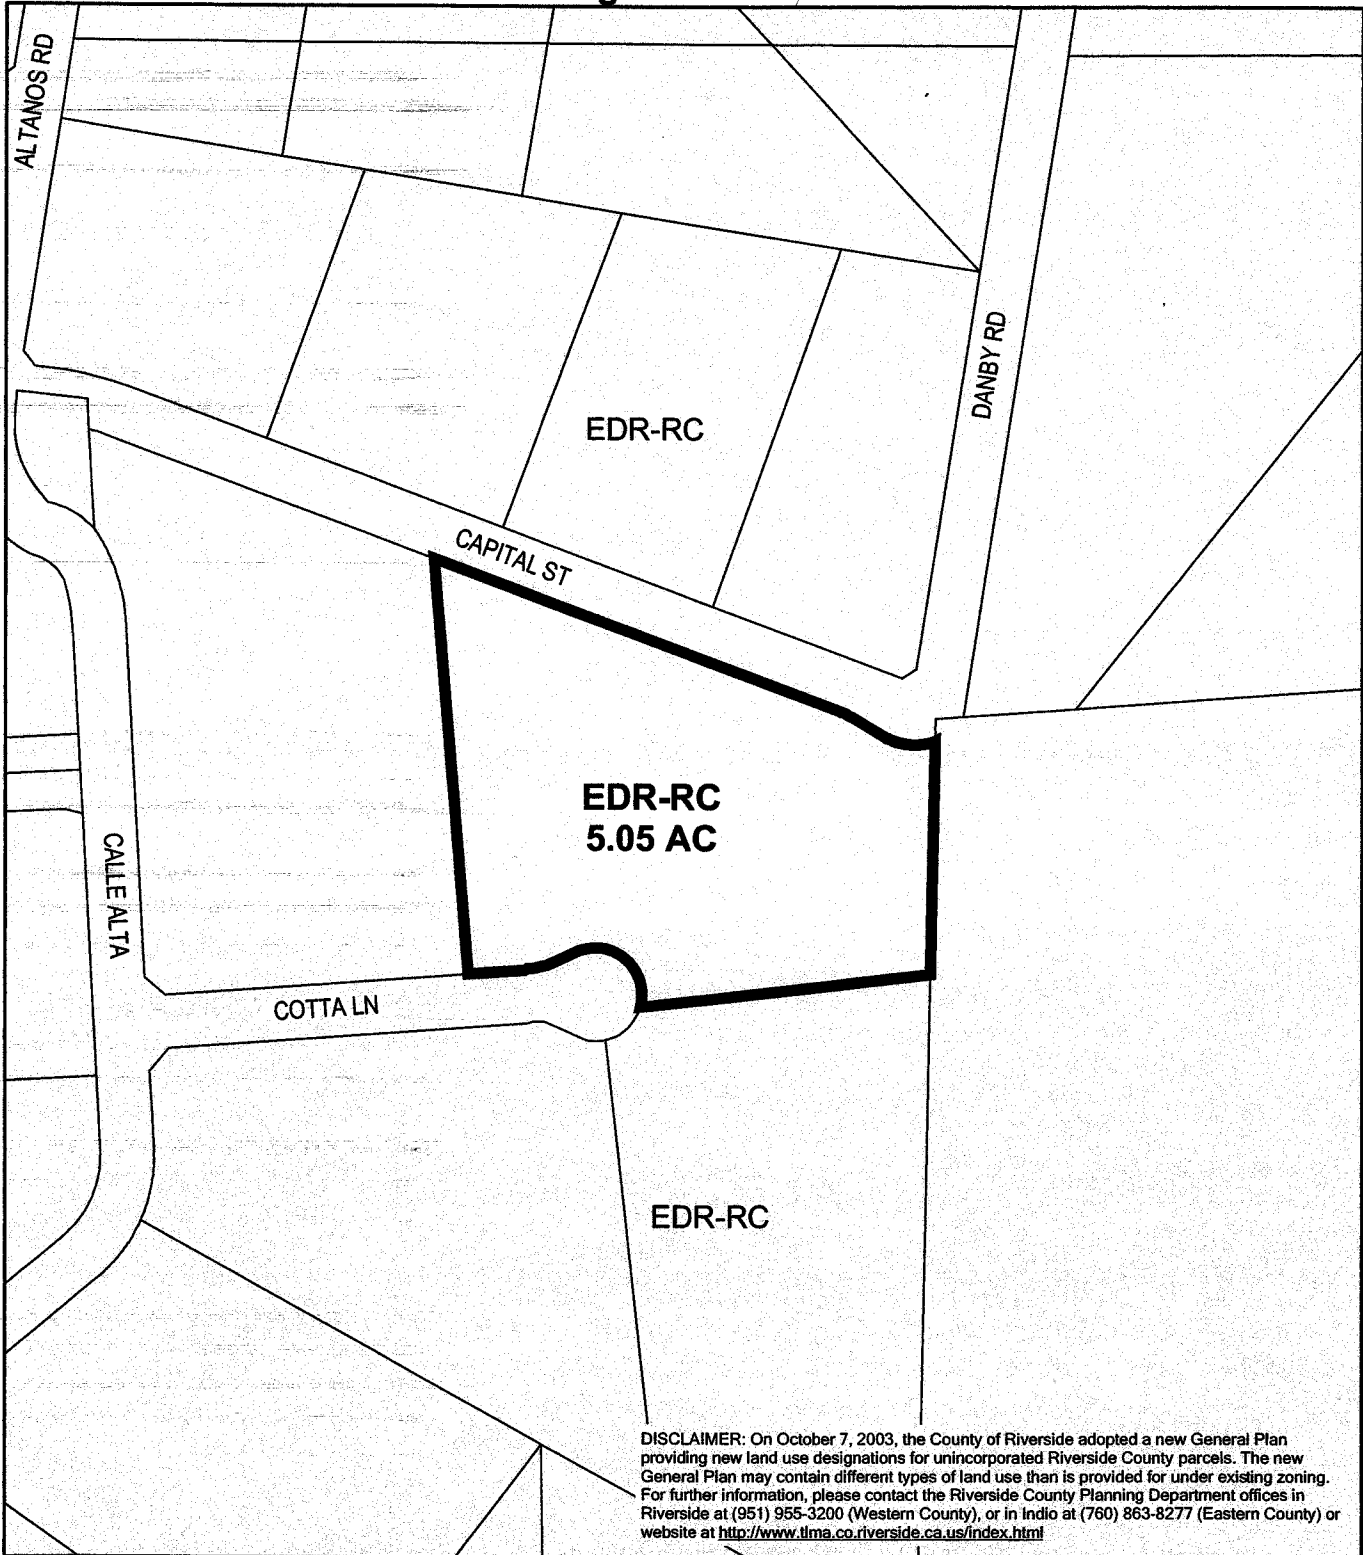 ALTANOS RD
DANBY RD
EDR-RC
CAPITAL ST
EDR-RC
5.05 AC
CALLE ALTA
COTTA LN
EDR-RC
DISCLAIMER: On October 7, 2003, the County of Riverside adopted a new General Plan
providing new land use designations for unincorporated Riverside County parcels. The new
General Plan may contain different types of land use than is provided for under existing zoning.
For further information, please contact the Riverside County Planning Department offices in
Riverside at (951) 955-3200 (Western County), or in Indio at (760) 863-8277 (Eastern County) or
website at http://www.tlma.co.riverside.ca.us/index.html